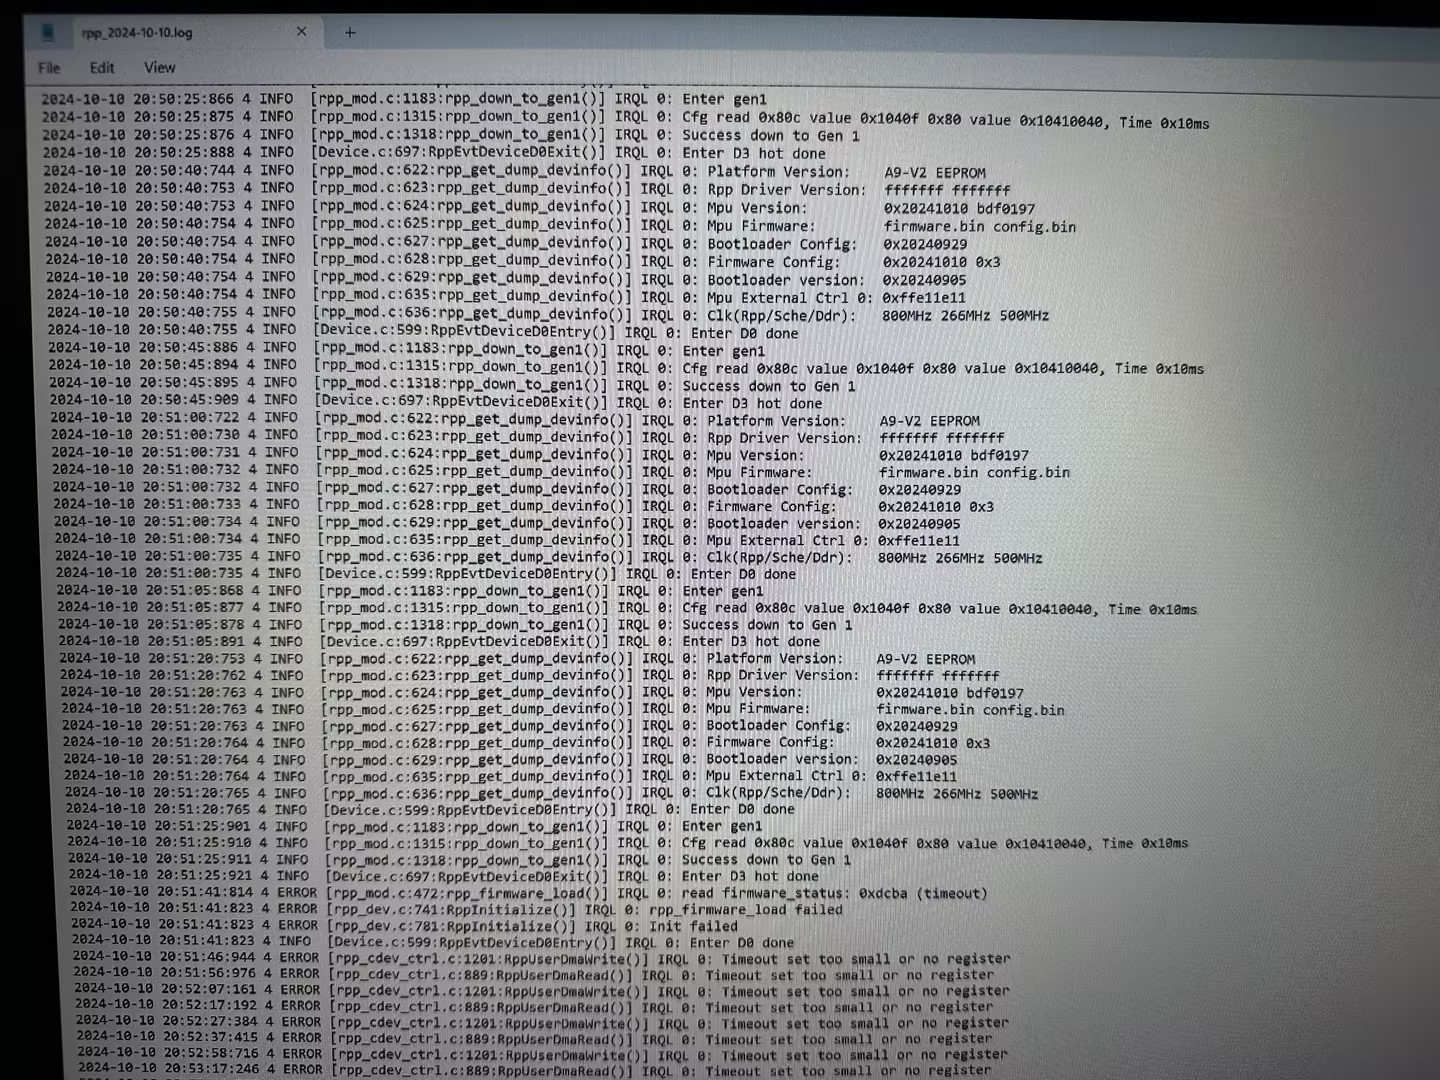 rpp_2024-10-10.log
File Edit View
2024-10-10 20:50:25:866 4 INFO [rpp_mod.c:1183:rpp_down_to_gen1()] IRQL 0: Enter gen1
2024-10-10 20:50:25:875 4 INFO [rpp_mod.c:1315:rpp_down_to_gen1()] IRQL 0: Cfg read 0x80c value 0x1040f 0x80 value 0x10410040, Time 0x10ms
2024-10-10 20:50:25:876 4 INFO [rpp_mod.c:1318:rpp_down_to_gen1()] IRQL 0: Success down to Gen 1
2024-10-10 20:50:25:888 4 INFO [Device.c:697:RppEvtDeviceD0Exit()] IRQL 0: Enter D3 hot done
2024-10-10 20:50:40:744 4 INFO [rpp_mod.c:622:rpp_get_dump_devinfo()] IRQL 0: Platform Version: A9-V2 EEPROM
2024-10-10 20:50:40:753 4 INFO [rpp_mod.c:623:rpp_get_dump_devinfo()] IRQL 0: Rpp Driver Version: fffffff fffffff
2024-10-10 20:50:40:753 4 INFO [rpp_mod.c:624:rpp_get_dump_devinfo()] IRQL 0: Mpu Version: 0x20241010 bdf0197
2024-10-10 20:50:40:754 4 INFO [rpp_mod.c:625:rpp_get_dump_devinfo()] IRQL 0: Mpu Firmware: firmware.bin config.bin
2024-10-10 20:50:40:754 4 INFO [rpp_mod.c:627:rpp_get_dump_devinfo()] IRQL 0: Bootloader Config: 0x20240929
2024-10-10 20:50:40:754 4 INFO [rpp_mod.c:628:rpp_get_dump_devinfo()] IRQL 0: Firmware Config: 0x20241010 0x3
2024-10-10 20:50:40:754 4 INFO [rpp_mod.c:629:rpp_get_dump_devinfo()] IRQL 0: Bootloader version: 0x20240905
2024-10-10 20:50:40:754 4 INFO [rpp_mod.c:635:rpp_get_dump_devinfo()] IRQL 0: Mpu External Ctrl 0: 0xffe11e11
2024-10-10 20:50:40:755 4 INFO [rpp_mod.c:636:rpp_get_dump_devinfo()] IRQL 0: Clk(Rpp/Sche/Ddr): 800MHz 266MHz 500MHz
2024-10-10 20:50:40:755 4 INFO [Device.c:599:RppEvtDeviceD0Entry()] IRQL 0: Enter D0 done
2024-10-10 20:50:45:886 4 INFO [rpp_mod.c:1183:rpp_down_to_gen1()] IRQL 0: Enter gen1
2024-10-10 20:50:45:894 4 INFO [rpp_mod.c:1315:rpp_down_to_gen1()] IRQL 0: Cfg read 0x80c value 0x1040f 0x80 value 0x10410040, Time 0x10ms
2024-10-10 20:50:45:895 4 INFO [rpp_mod.c:1318:rpp_down_to_gen1()] IRQL 0: Success down to Gen 1
2024-10-10 20:50:45:909 4 INFO [Device.c:697:RppEvtDeviceD0Exit()] IRQL 0: Enter D3 hot done
2024-10-10 20:51:00:722 4 INFO [rpp_mod.c:622:rpp_get_dump_devinfo()] IRQL 0: Platform Version: A9-V2 EEPROM
2024-10-10 20:51:00:730 4 INFO [rpp_mod.c:623:rpp_get_dump_devinfo()] IRQL 0: Rpp Driver Version: fffffff fffffff
2024-10-10 20:51:00:731 4 INFO [rpp_mod.c:624:rpp_get_dump_devinfo()] IRQL 0: Mpu Version: 0x20241010 bdf0197
2024-10-10 20:51:00:732 4 INFO [rpp_mod.c:625:rpp_get_dump_devinfo()] IRQL 0: Mpu Firmware: firmware.bin config.bin
2024-10-10 20:51:00:732 4 INFO [rpp_mod.c:627:rpp_get_dump_devinfo()] IRQL 0: Bootloader Config: 0x20240929
2024-10-10 20:51:00:733 4 INFO [rpp_mod.c:628:rpp_get_dump_devinfo()] IRQL 0: Firmware Config: 0x20241010 0x3
2024-10-10 20:51:00:734 4 INFO [rpp_mod.c:629:rpp_get_dump_devinfo()] IRQL 0: Bootloader version: 0x20240905
2024-10-10 20:51:00:734 4 INFO [rpp_mod.c:635:rpp_get_dump_devinfo()] IRQL 0: Mpu External Ctrl 0: 0xffe11e11
2024-10-10 20:51:00:735 4 INFO [rpp_mod.c:636:rpp_get_dump_devinfo()] IRQL 0: Clk(Rpp/Sche/Ddr): 800MHz 266MHz 500MHz
2024-10-10 20:51:00:735 4 INFO [Device.c:599:RppEvtDeviceD0Entry()] IRQL 0: Enter D0 done
2024-10-10 20:51:05:868 4 INFO [rpp_mod.c:1183:rpp_down_to_gen1()] IRQL 0: Enter gen1
2024-10-10 20:51:05:877 4 INFO [rpp_mod.c:1315:rpp_down_to_gen1()] IRQL 0: Cfg read 0x80c value 0x1040f 0x80 value 0x10410040, Time 0x10ms
2024-10-10 20:51:05:878 4 INFO [rpp_mod.c:1318:rpp_down_to_gen1()] IRQL 0: Success down to Gen 1
2024-10-10 20:51:05:891 4 INFO [Device.c:697:RppEvtDeviceD0Exit()] IRQL 0: Enter D3 hot done
2024-10-10 20:51:20:753 4 INFO [rpp_mod.c:622:rpp_get_dump_devinfo()] IRQL 0: Platform Version: A9-V2 EEPROM
2024-10-10 20:51:20:762 4 INFO [rpp_mod.c:623:rpp_get_dump_devinfo()] IRQL 0: Rpp Driver Version: fffffff fffffff
2024-10-10 20:51:20:763 4 INFO [rpp_mod.c:624:rpp_get_dump_devinfo()] IRQL 0: Mpu Version: 0x20241010 bdf0197
2024-10-10 20:51:20:763 4 INFO [rpp_mod.c:625:rpp_get_dump_devinfo()] IRQL 0: Mpu Firmware: firmware.bin config.bin
2024-10-10 20:51:20:763 4 INFO [rpp_mod.c:627:rpp_get_dump_devinfo()] IRQL 0: Bootloader Config: 0x20240929
2024-10-10 20:51:20:764 4 INFO [rpp_mod.c:628:rpp_get_dump_devinfo()] IRQL 0: Firmware Config: 0x20241010 0x3
2024-10-10 20:51:20:764 4 INFO [rpp_mod.c:629:rpp_get_dump_devinfo()] IRQL 0: Bootloader version: 0x20240905
2024-10-10 20:51:20:764 4 INFO [rpp_mod.c:635:rpp_get_dump_devinfo()] IRQL 0: Mpu External Ctrl 0: 0xffe11e11
2024-10-10 20:51:20:765 4 INFO [rpp_mod.c:636:rpp_get_dump_devinfo()] IRQL 0: Clk(Rpp/Sche/Ddr): 800MHz 266MHz 500MHz
2024-10-10 20:51:20:765 4 INFO [Device.c:599:RppEvtDeviceD0Entry()] IRQL 0: Enter D0 done
2024-10-10 20:51:25:901 4 INFO [rpp_mod.c:1183:rpp_down_to_gen1()] IRQL 0: Enter gen1
2024-10-10 20:51:25:910 4 INFO [rpp_mod.c:1315:rpp_down_to_gen1()] IRQL 0: Cfg read 0x80c value 0x1040f 0x80 value 0x10410040, Time 0x10ms
2024-10-10 20:51:25:911 4 INFO [rpp_mod.c:1318:rpp_down_to_gen1()] IRQL 0: Success down to Gen 1
2024-10-10 20:51:25:921 4 INFO [Device.c:697:RppEvtDeviceD0Exit()] IRQL 0: Enter D3 hot done
2024-10-10 20:51:41:814 4 ERROR [rpp_mod.c:472:rpp_firmware_load()] IRQL 0: read firmware_status: 0xdcba (timeout)
2024-10-10 20:51:41:823 4 ERROR [rpp_dev.c:741:RppInitialize()] IRQL 0: rpp_firmware_load failed
2024-10-10 20:51:41:823 4 ERROR [rpp_dev.c:781:RppInitialize()] IRQL 0: Init failed
2024-10-10 20:51:41:823 4 INFO [Device.c:599:RppEvtDeviceD0Entry()] IRQL 0: Enter D0 done
2024-10-10 20:51:46:944 4 ERROR [rpp_cdev_ctrl.c:1201:RppUserDmaWrite()] IRQL 0: Timeout set too small or no register
2024-10-10 20:51:56:976 4 ERROR [rpp_cdev_ctrl.c:889:RppUserDmaRead()] IRQL 0: Timeout set too small or no register
2024-10-10 20:52:07:161 4 ERROR [rpp_cdev_ctrl.c:1201:RppUserDmaWrite()] IRQL 0: Timeout set too small or no register
2024-10-10 20:52:17:192 4 ERROR [rpp_cdev_ctrl.c:889:RppUserDmaRead()] IRQL 0: Timeout set too small or no register
2024-10-10 20:52:27:384 4 ERROR [rpp_cdev_ctrl.c:1201:RppUserDmaWrite()] IRQL 0: Timeout set too small or no register
2024-10-10 20:52:37:415 4 ERROR [rpp_cdev_ctrl.c:889:RppUserDmaRead()] IRQL 0: Timeout set too small or no register
2024-10-10 20:52:58:716 4 ERROR [rpp_cdev_ctrl.c:1201:RppUserDmaWrite()] IRQL 0: Timeout set too small or no register
2024-10-10 20:53:17:246 4 ERROR [rpp_cdev_ctrl.c:889:RppUserDmaRead()] IRQL 0: Timeout set too small or no register